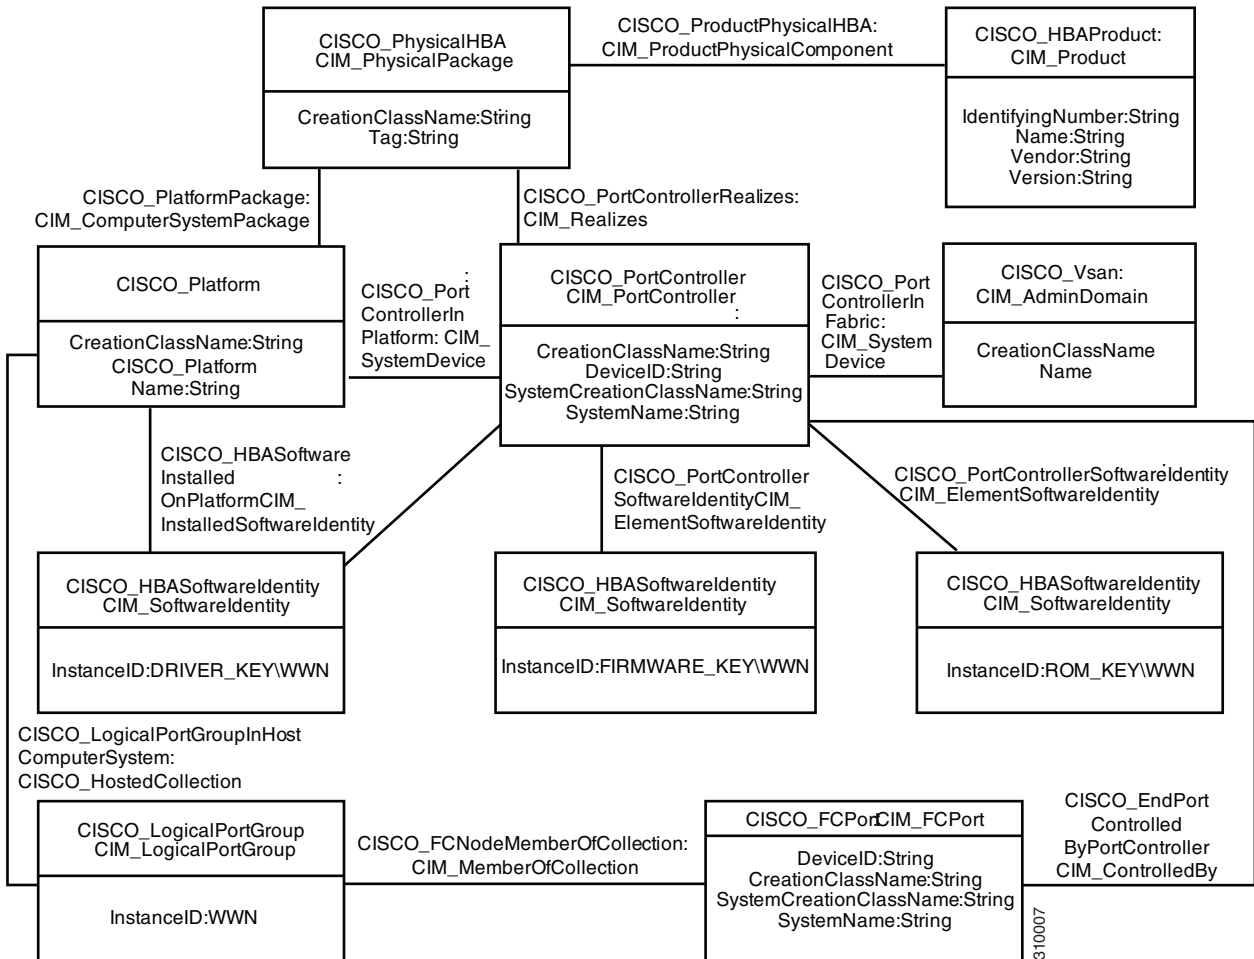 CISCO_PhysicalHBA
CIM_PhysicalPackage
CreationClassName:String
Tag:String
CISCO_ProductPhysicalHBA:
CIM_ProductPhysicalComponent
CISCO_HBAProduct:
CIM_Product
IdentifyingNumber:String
Name:String
Vendor:String
Version:String
CISCO_PlatformPackage:
CIM_ComputerSystemPackage
CISCO_PortControllerRealizes:
CIM_Realizes
CISCO_Platform
CreationClassName:String
CISCO_Platform
Name:String
:
CISCO_Port
ControllerIn
Platform: CIM_
SystemDevice
CISCO_PortController
CIM_PortController
:
CreationClassName:String
DeviceID:String
SystemCreationClassName:String
SystemName:String
CISCO_Port
ControllerIn
Fabric:
CIM_System
Device
CISCO_Vsan:
CIM_AdminDomain
CreationClassName
Name
CISCO_HBASoftware
Installed :
OnPlatformCIM_
InstalledSoftwareIdentity
CISCO_PortController
SoftwareIdentityCIM_
ElementSoftwareIdentity
CISCO_PortControllerSoftwareIdentity:
CIM_ElementSoftwareIdentity
CISCO_HBASoftwareIdentity
CIM_SoftwareIdentity
InstanceID:DRIVER_KEY\WWN
CISCO_HBASoftwareIdentity
CIM_SoftwareIdentity
InstanceID:FIRMWARE_KEY\WWN
CISCO_HBASoftwareIdentity
CIM_SoftwareIdentity
InstanceID:ROM_KEY\WWN
CISCO_LogicalPortGroupInHost
ComputerSystem:
CISCO_HostedCollection
CISCO_LogicalPortGroup
CIM_LogicalPortGroup
InstanceID:WWN
CISCO_FCNodeMemberOfCollection:
CIM_MemberOfCollection
CISCO_FCPort:CIM_FCPort
DeviceID:String
CreationClassName:String
SystemCreationClassName:String
SystemName:String
CISCO_EndPort
Controlled
ByPortController
CIM_ControlledBy
310007